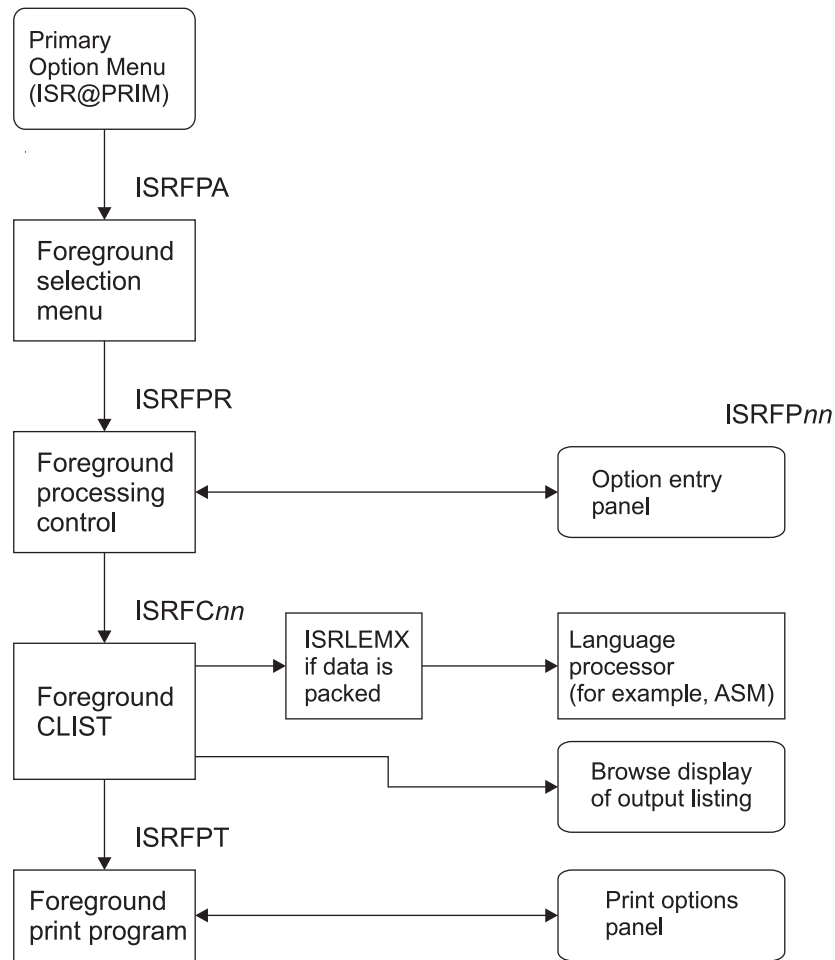 Primary
Option Menu
(ISR@PRIM)
ISRFPA
Foreground
selection
menu
ISRFPR
ISRFPnn
Foreground
processing
control
Option entry
panel
ISRFCnn
Foreground
CLIST
ISRLEMX
if data is
packed
Language
processor
(for example, ASM)
Browse display
of output listing
ISRFPT
Foreground
print program
Print options
panel